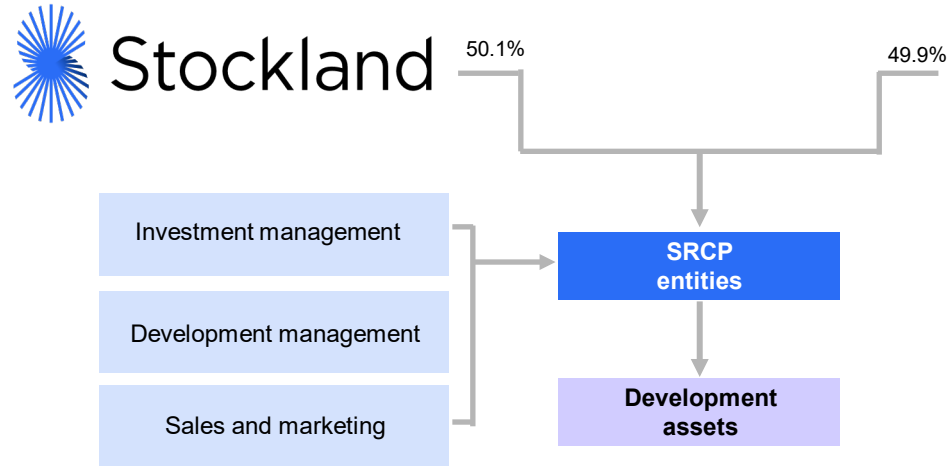 Stockland
50.1%
49.9%
Investment management
Development management
Sales and marketing
SRCP
entities
Development
assets